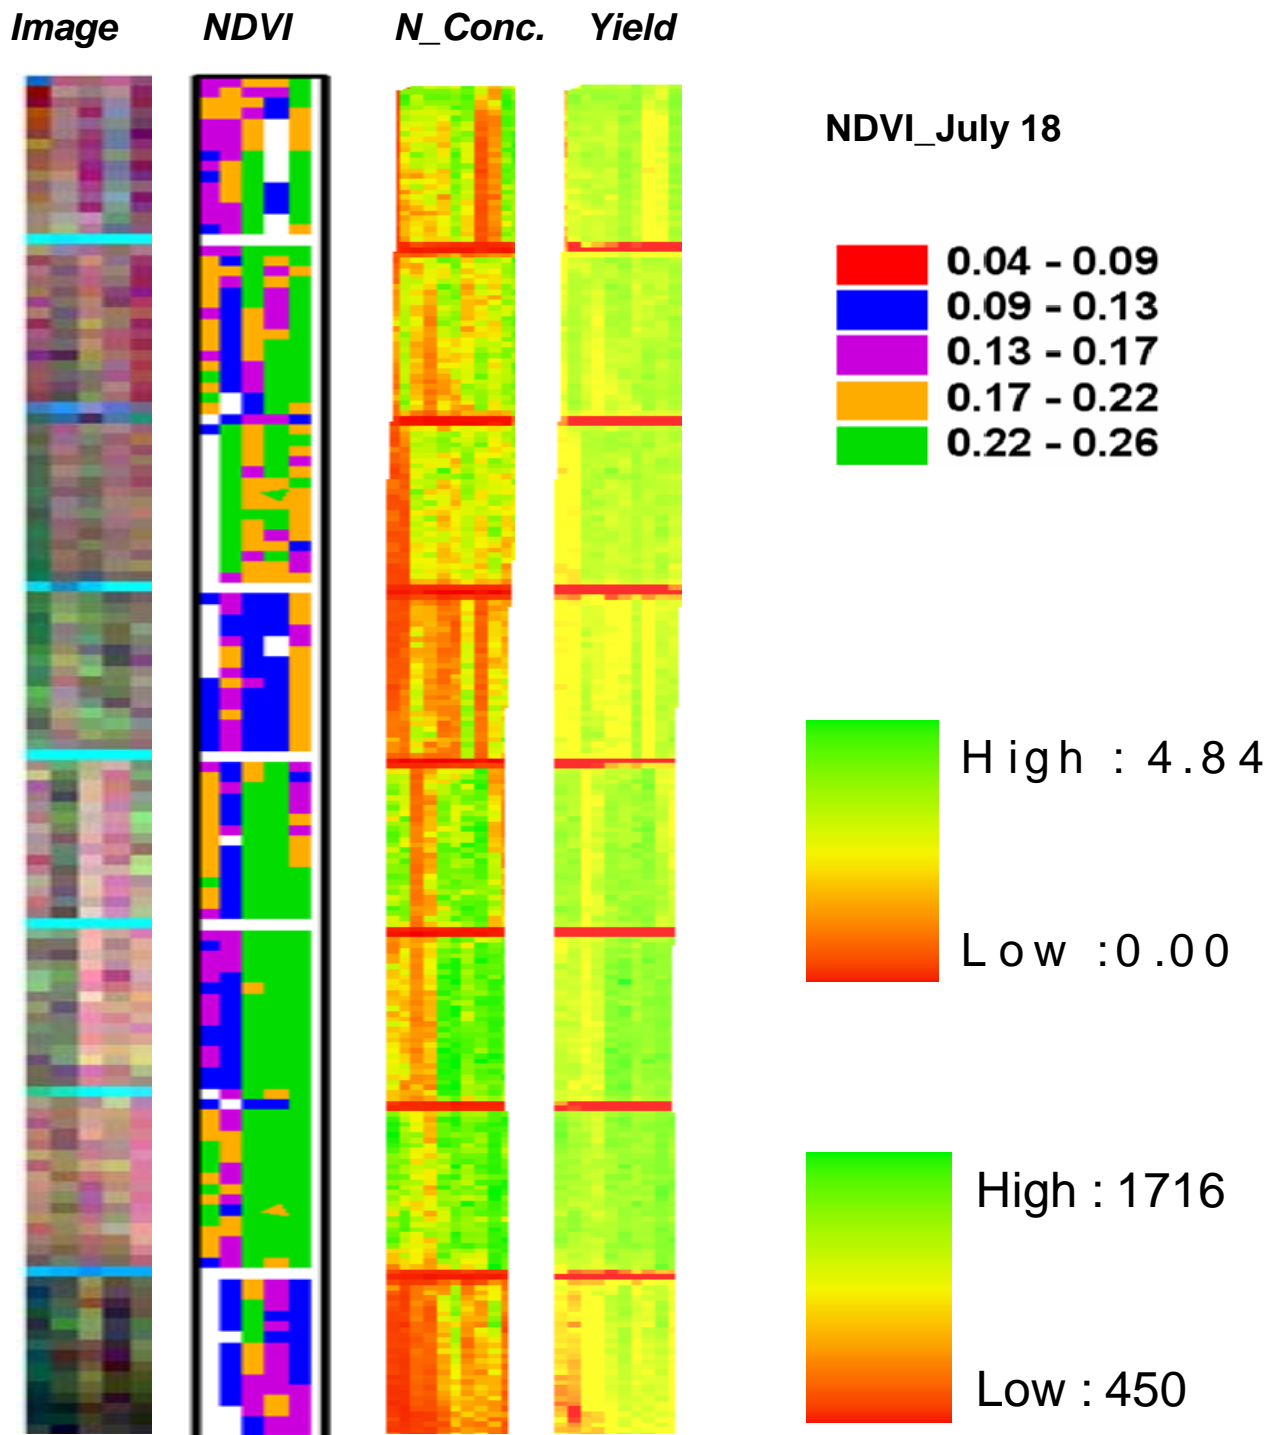 Image NDVI N_Conc. Yield
NDVI_July 18
0.04 - 0.09
0.09 - 0.13
0.13 - 0.17
0.17 - 0.22
0.22 - 0.26
High : 4.84
Low :0.00
High : 1716
Low : 450